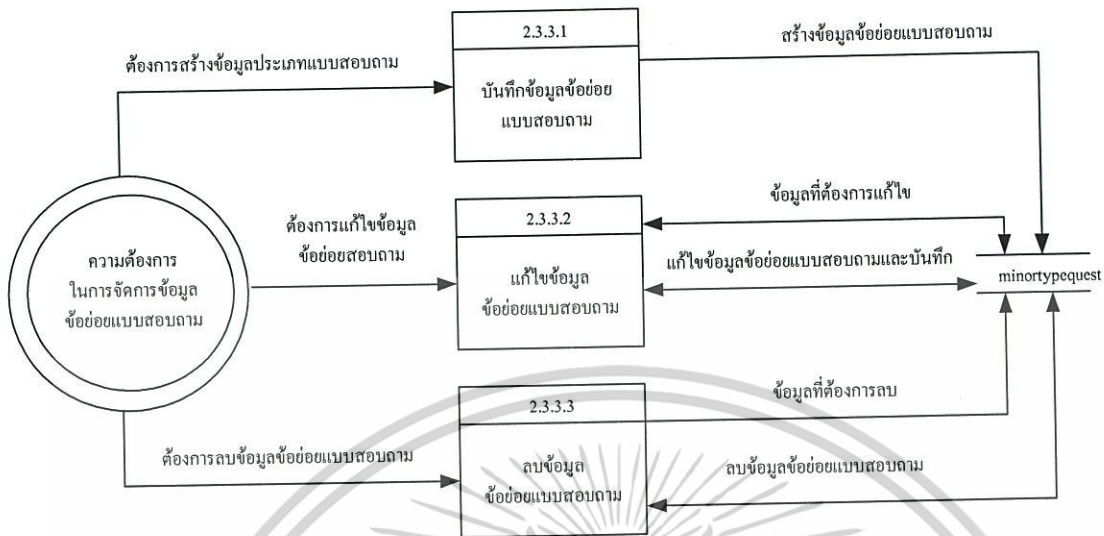 2.3.3.1
สร้างข้อมูลข้อย่อยแบบสอบถาม
ต้องการสร้างข้อมูลประเภทแบบสอบถาม
บันทึกข้อมูลข้อย่อย
แบบสอบถาม
ข้อมูลที่ต้องการแก้ไข
2.3.3.2
ต้องการแก้ไขข้อมูล
ข้อย่อยสอบถาม
ความต้องการ
ในการจัดการข้อมูล
ข้อย่อยแบบสอบถาม
แก้ไขข้อมูล
ข้อย่อยแบบสอบถาม
แก้ไขข้อมูลข้อย่อยแบบสอบถามและบันทึก
minortypequest
2.3.3.3
ข้อมูลที่ต้องการลบ
ต้องการลบข้อมูลข้อย่อยแบบสอบถาม
ลบข้อมูล
ข้อย่อยแบบสอบถาม
ลบข้อมูลข้อย่อยแบบสอบถาม